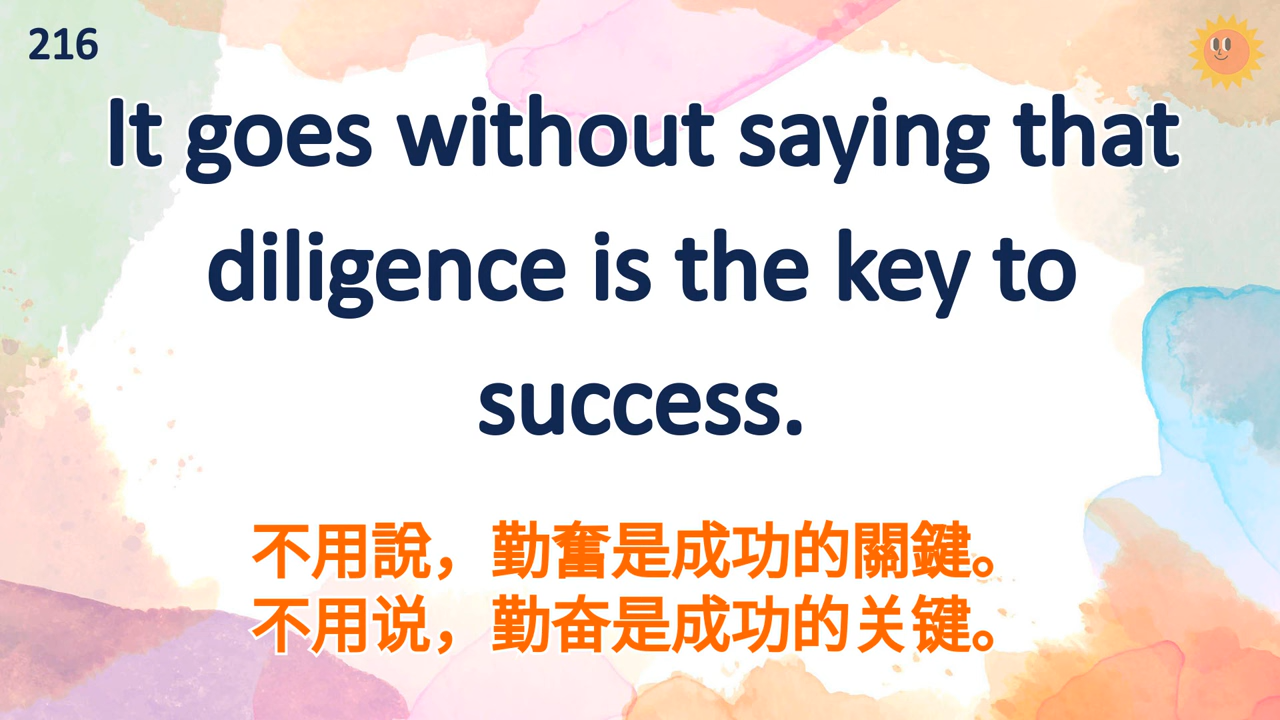 216
It goes without saying that
diligence is the key to
success.
不用說，勤奮是成功的關鍵。
不用说，勤奋是成功的关键。